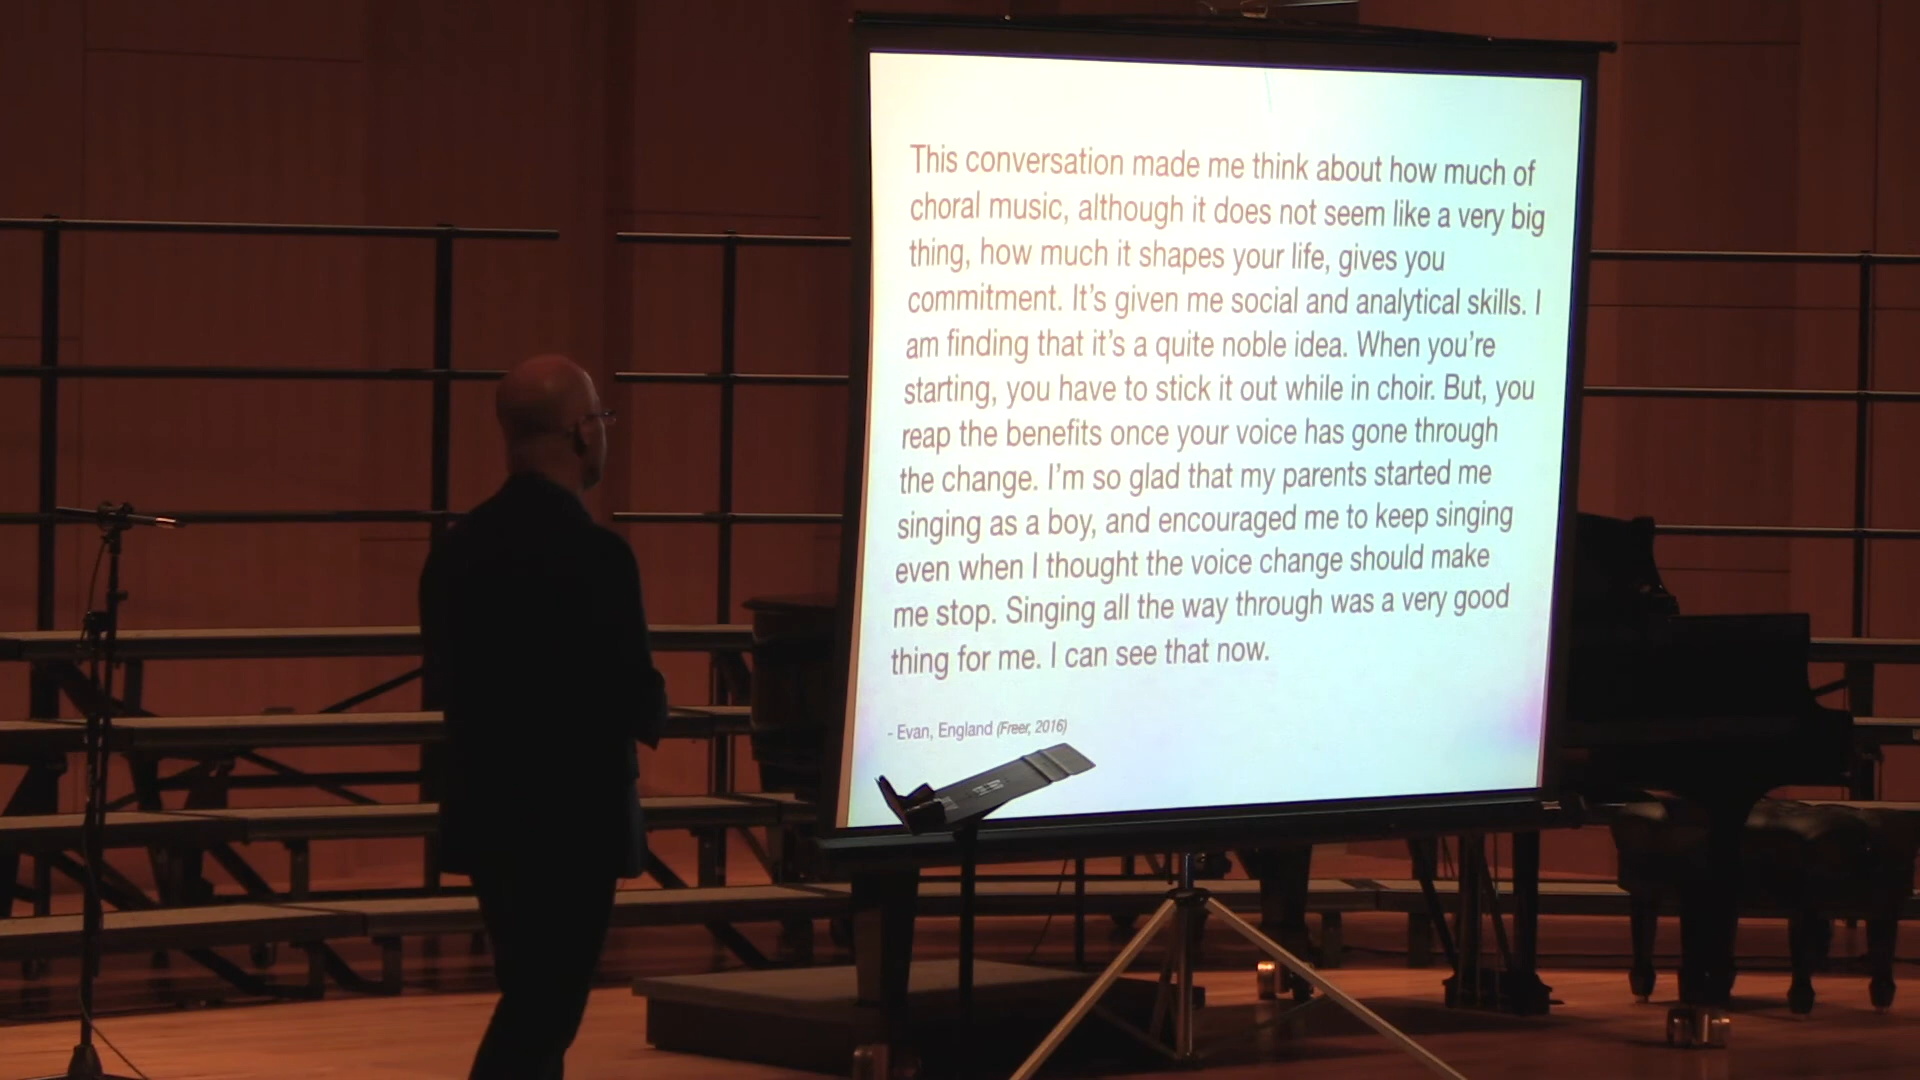 This conversation made me think about how much of
choral music, although it does not seem like a very big
thing, how much it shapes your life, gives you
commitment. It's given me social and analytical skills. I
am finding that it's a quite noble idea. When you're
starting, you have to stick it out while in choir. But, you
reap the benefits once your voice has gone through
the change. I'm so glad that my parents started me
singing as a boy, and encouraged me to keep singing
even when I thought the voice change should make
me stop. Singing all the way through was a very good
thing for me. I can see that now.
- Evan, England (Freer, 2016)